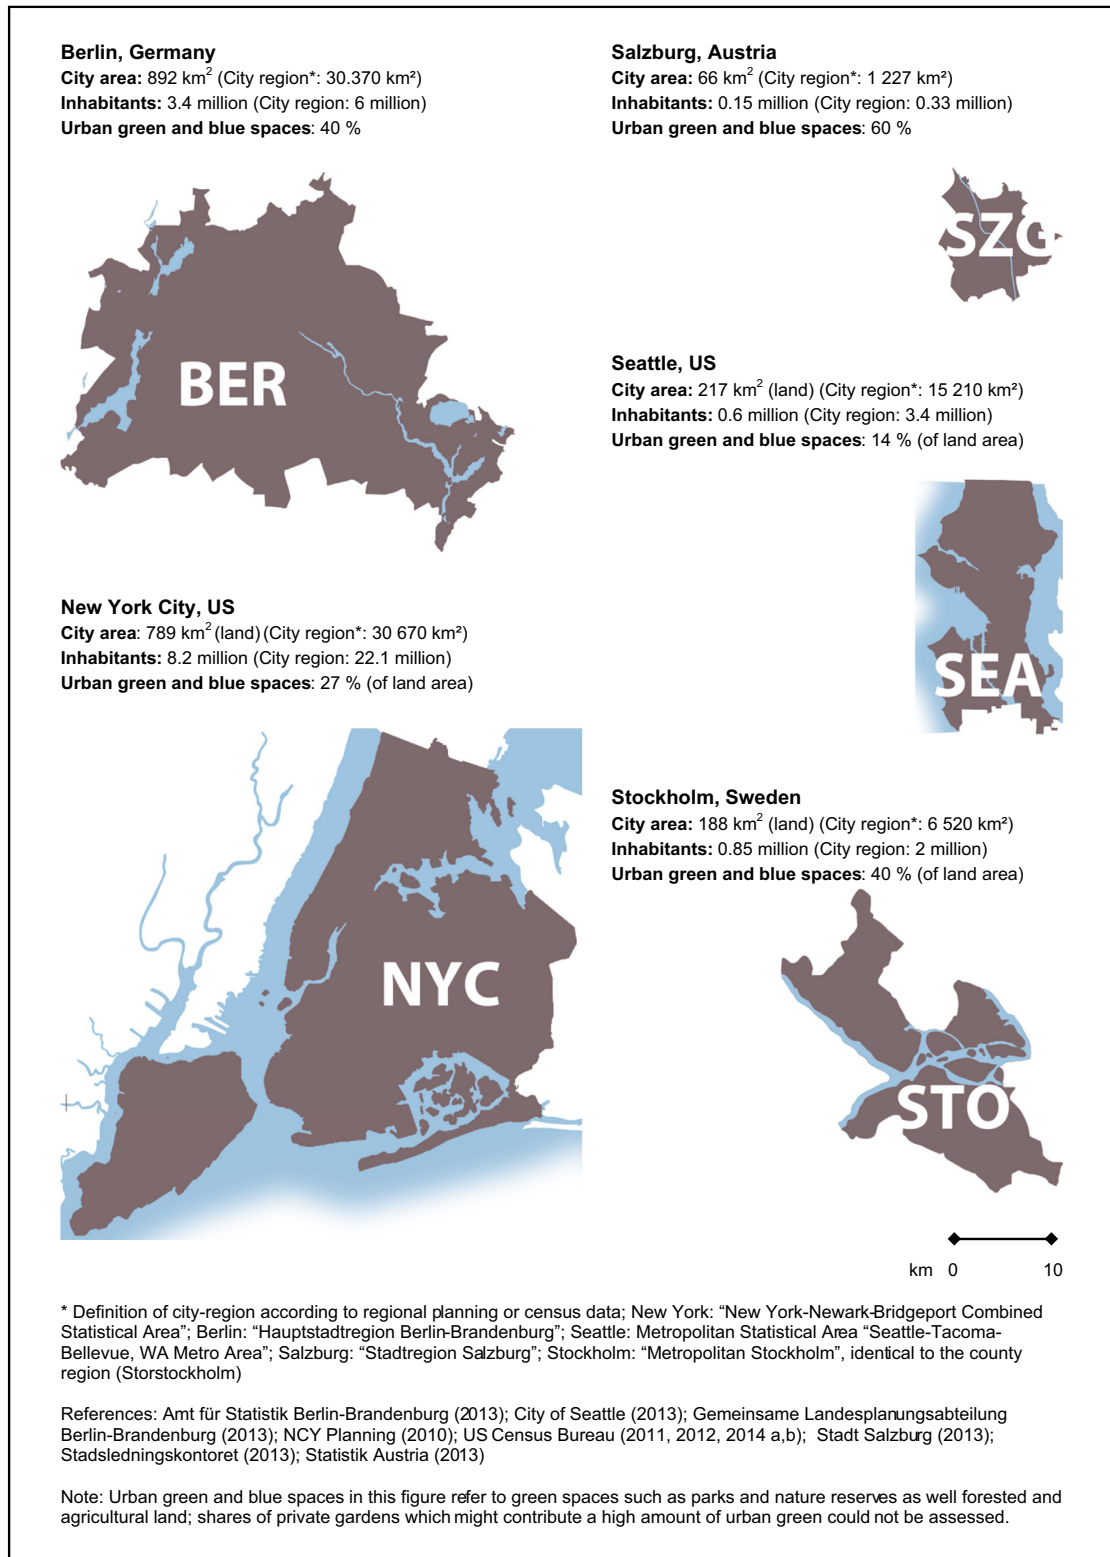 Berlin, Germany
City area: 892 km² (City region*: 30.370 km²)
Inhabitants: 3.4 million (City region: 6 million)
Urban green and blue spaces: 40 %
BER
Salzburg, Austria
City area: 66 km² (City region*: 1 227 km²)
Inhabitants: 0.15 million (City region: 0.33 million)
Urban green and blue spaces: 60 %
SZG
Seattle, US
City area: 217 km² (land) (City region*: 15 210 km²)
Inhabitants: 0.6 million (City region: 3.4 million)
Urban green and blue spaces: 14 % (of land area)
SEA
New York City, US
City area: 789 km² (land) (City region*: 30 670 km²)
Inhabitants: 8.2 million (City region: 22.1 million)
Urban green and blue spaces: 27 % (of land area)
NYC
Stockholm, Sweden
City area: 188 km² (land) (City region*: 6 520 km²)
Inhabitants: 0.85 million (City region: 2 million)
Urban green and blue spaces: 40 % (of land area)
STO
km 0 10
* Definition of city-region according to regional planning or census data; New York: “New York-Newark-Bridgeport Combined
Statistical Area”; Berlin: “Hauptstadtregion Berlin-Brandenburg”; Seattle: Metropolitan Statistical Area “Seattle-Tacoma-
Bellevue, WA Metro Area”; Salzburg: “Stadtregion Salzburg”; Stockholm: “Metropolitan Stockholm”, identical to the county
region (Storstockholm)
References: Amt für Statistik Berlin-Brandenburg (2013); City of Seattle (2013); Gemeinsame Landesplanungsabteilung
Berlin-Brandenburg (2013); NCY Planning (2010); US Census Bureau (2011, 2012, 2014 a,b); Stadt Salzburg (2013);
Stadsledningskontoret (2013); Statistik Austria (2013)
Note: Urban green and blue spaces in this figure refer to green spaces such as parks and nature reserves as well forested and
agricultural land; shares of private gardens which might contribute a high amount of urban green could not be assessed.